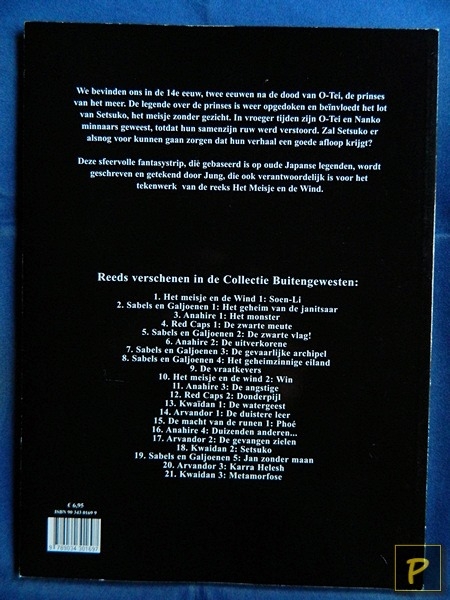 We bevinden ons in de 14e eeuw, twee eeuwen na de dood van O-Tei, de prinses
van het meer. De legende over de prinses is weer opgedoken en beïnvloedt het lot
van Setsuko, het meisje zonder gezicht. In vroeger tijden zijn O-Tei en Nanko
minnaars geweest, totdat hun samenzijn ruw werd verstoord. Zal Setsuko er
alsnog voor kunnen gaan zorgen dat hun verhaal een goede afloop krijgt?
Deze sfeervolle fantasystrip, die gebaseerd is op oude Japanse legenden, wordt
geschreven en getekend door Jung, die ook verantwoordelijk is voor het
tekenwerk van de reeks Het Meisje en de Wind.
Reeds verschenen in de Collectie Buitengewesten:
1. Het meisje en de Wind 1: Soen-Li
2. Sabels en Galjoenen 1: Het geheim van de janitsaar
3. Anahire 1: Het monster
4. Red Caps 1: De zwarte meute
5. Sabels en Galjoenen 2: De zwarte vlag!
6. Anahire 2: De uitverkorene
7. Sabels en Galjoenen 3: De gevaarlijke archipel
8. Sabels en Galjoenen 4: Het geheimzinnige eiland
9. De vraatkevers
10. Het meisje en de wind 2: Win
11. Anahire 3: De angstige
12. Red Caps 2: Donderpijl
13. Kwaïdan 1: De watergeest
14. Arvandor 1: De duistere leer
15. De macht van de runen 1: Phoé
16. Anahire 4: Duizenden anderen...
17. Arvandor 2: De gevangen zielen
18. Kwaidan 2: Setsuko
19. Sabels en Galjoenen 5: Jan zonder maan
20. Arvandor 3: Karra Helesh
21. Kwaidan 3: Metamorfose
€ 6,95
ISBN 90 343 0169 9
9 789034 301697
P